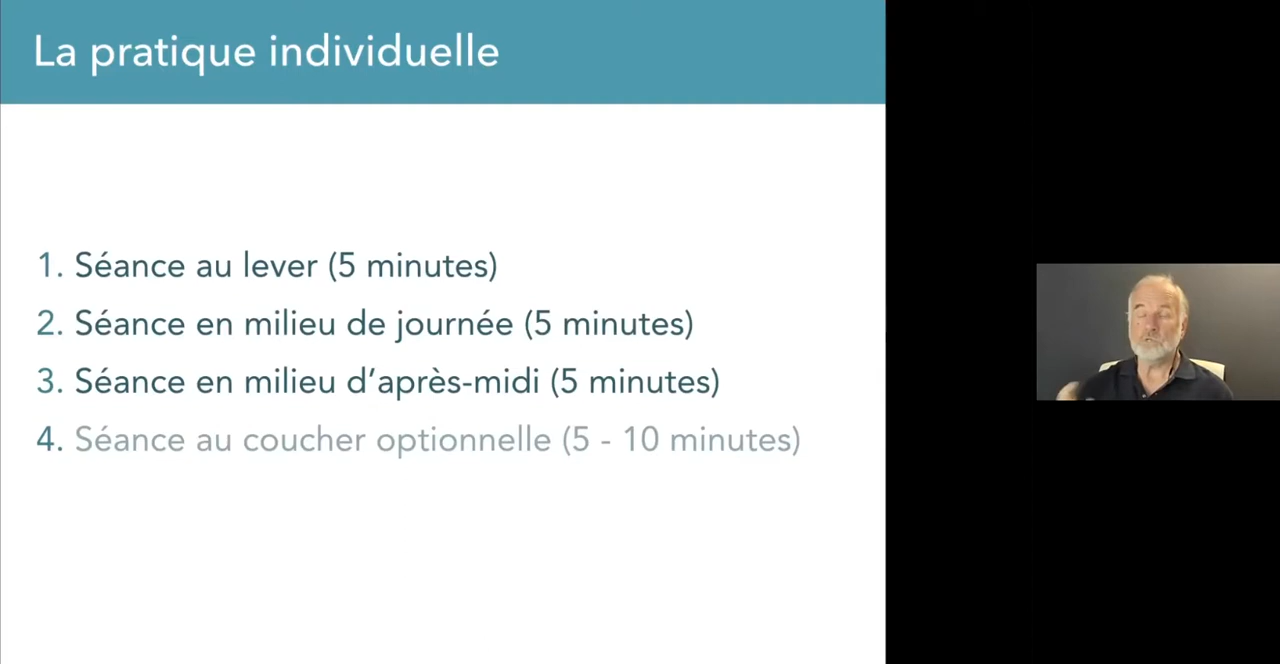 La pratique individuelle
1. Séance au lever (5 minutes)
2. Séance en milieu de journée (5 minutes)
3. Séance en milieu d’après-midi (5 minutes)
4. Séance au coucher optionnelle (5 - 10 minutes)